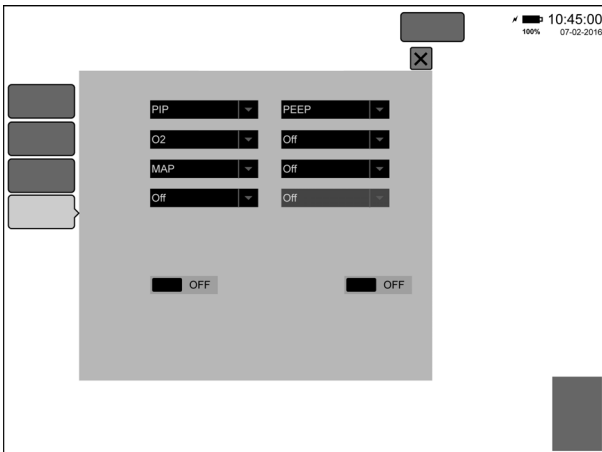 10:45:00
100% 07-02-2016
PIP PEEP
O2 Off
MAP Off
Off Off
OFF OFF